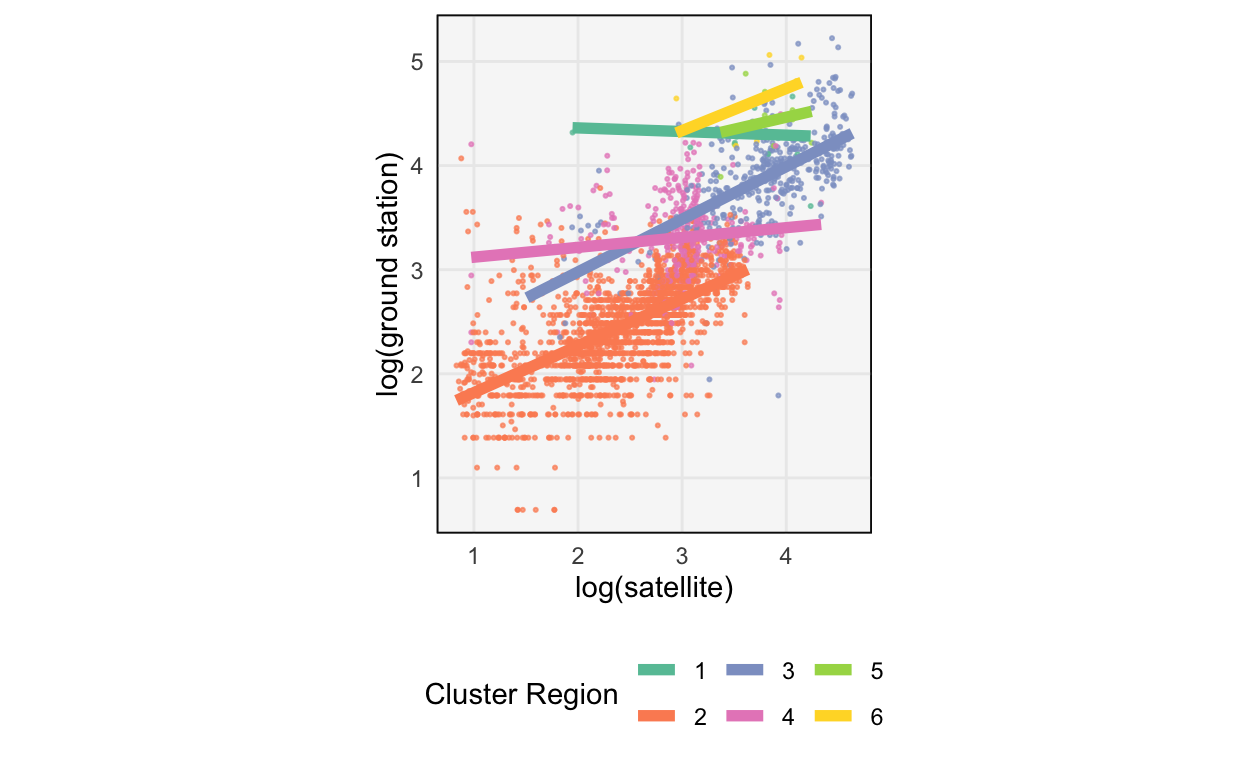 5
4
3
2
1
log(ground station)
1 2 3 4
log(satellite)
Cluster Region
1 3 5
2 4 6